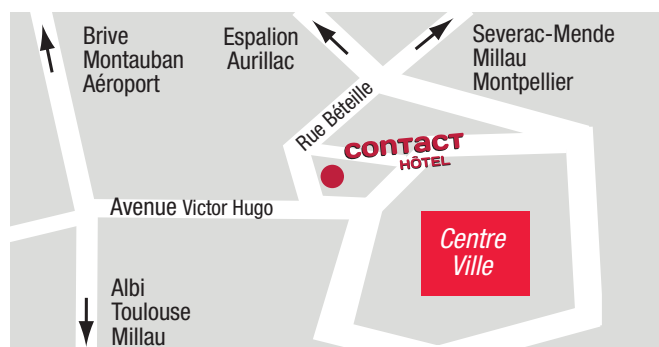 Brive
Montauban
Aéroport
Espalion
Aurillac
Severac-Mende
Millau
Montpellier
Rue Béteille
CONTACT
HÔTEL
Avenue Victor Hugo
Centre
Ville
Albi
Toulouse
Millau